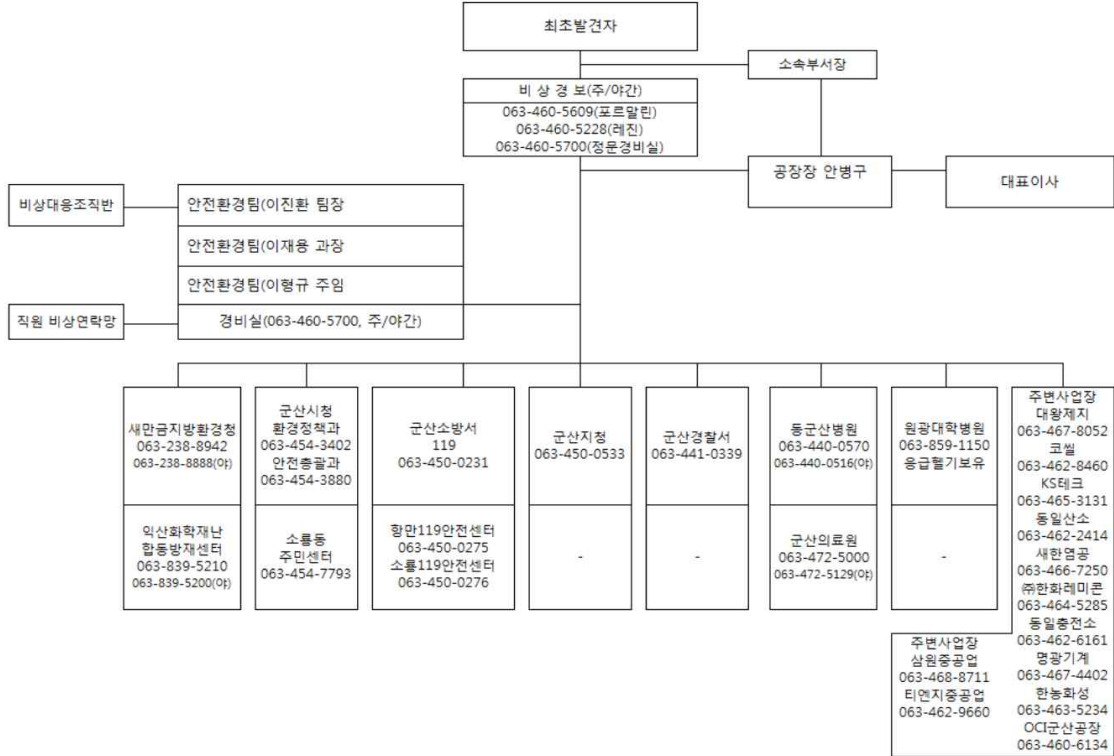 최초발견자
소속부서장
비 상 경 보(주/야간)
063-460-5609(포르말린)
063-460-5228(레진)
063-460-5700(정문경비실)
공장장 안병구
대표이사
비상대응조직반
안전환경팀(이진환 팀장
안전환경팀(이재용 과장
안전환경팀(이형규 주임
직원 비상연락망
경비실(063-460-5700, 주/야간)
새만금지방환경청
063-238-8942
063-238-8888(야)
군산시청
환경정책과
063-454-3402
안전총괄과
063-454-3880
군산소방서
119
063-450-0231
군산지청
063-450-0533
군산경찰서
063-441-0339
동군산병원
063-440-0570
063-440-0516(야)
원광대학병원
063-859-1150
응급헬기보유
익산화학재난
합동방재센터
063-839-5210
063-839-5200(야)
소룡동
주민센터
063-454-7793
항만119안전센터
063-450-0275
소룡119안전센터
063-450-0276
-
-
군산의료원
063-472-5000
063-472-5129(야)
-
주변사업장
대왕제지
063-467-8052
코씰
063-462-8460
KS테크
063-465-3131
동일산소
063-462-2414
새한염공
063-466-7250
㈜한화레미콘
063-464-5285
동일충전소
063-462-6161
명광기계
063-467-4402
한농화성
063-463-5234
OCI군산공장
063-460-6134
주변사업장
삼원중공업
063-468-8711
티엔지중공업
063-462-9660